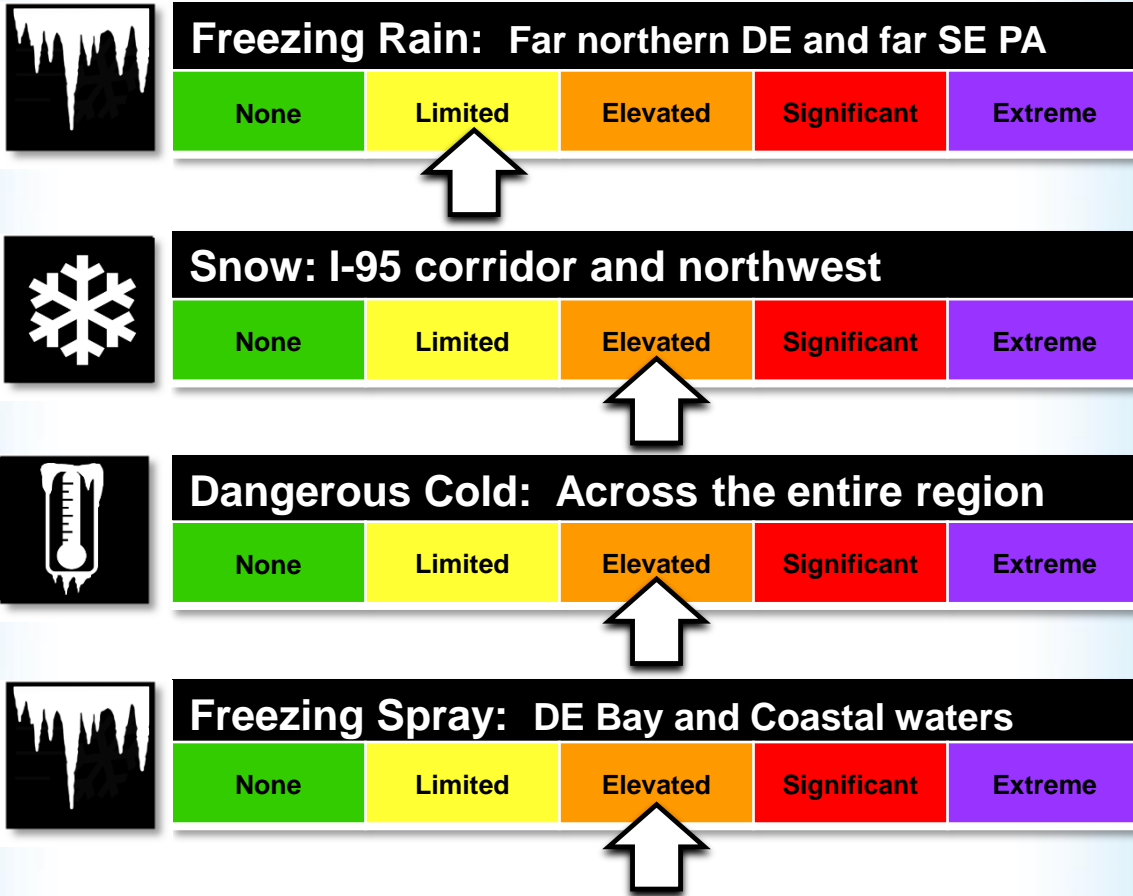 Freezing Rain: Far northern DE and far SE PA
None Limited Elevated Significant Extreme
Snow: I-95 corridor and northwest
None Limited Elevated Significant Extreme
Dangerous Cold: Across the entire region
None Limited Elevated Significant Extreme
Freezing Spray: DE Bay and Coastal waters
None Limited Elevated Significant Extreme